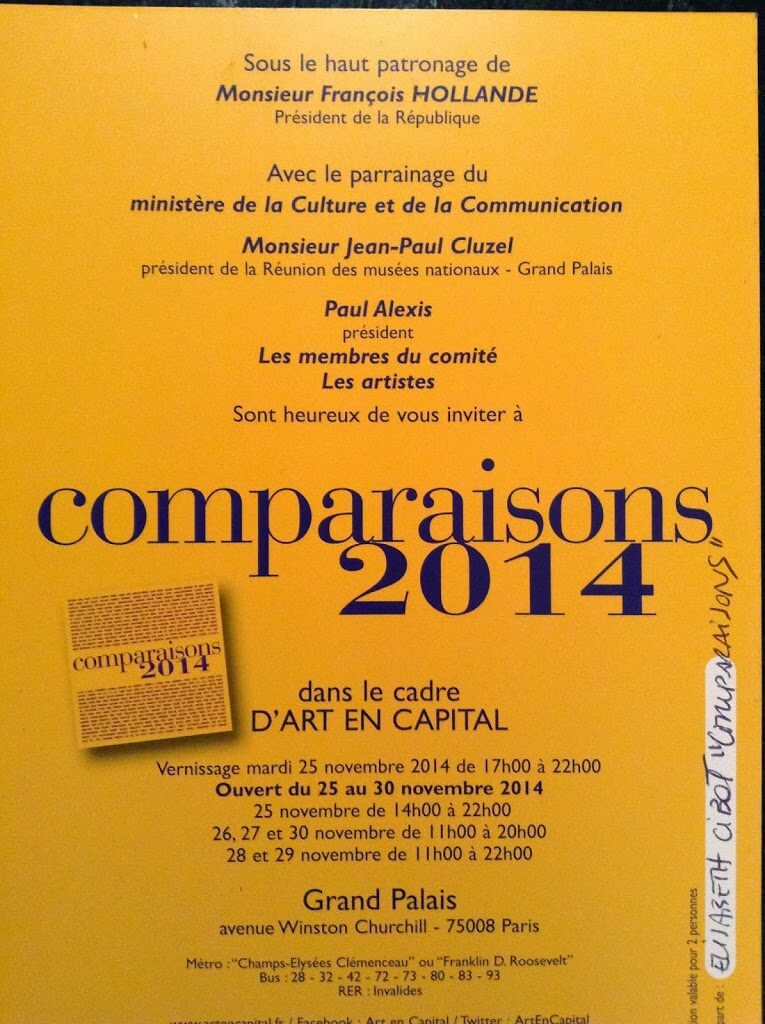 Sous le haut patronage de
Monsieur François HOLLANDE
Président de la République
Avec le parrainage du
ministère de la Culture et de la Communication
Monsieur Jean-Paul Cluzel
président de la Réunion des musées nationaux - Grand Palais
Paul Alexis
président
Les membres du comité
Les artistes
Sont heureux de vous inviter à
comparaisons
2014
comparaisons
2014
dans le cadre
D'ART EN CAPITAL
Vernissage mardi 25 novembre 2014 de 17h00 à 22h00
Ouvert du 25 au 30 novembre 2014
25 novembre de 14h00 à 22h00
26, 27 et 30 novembre de 11h00 à 20h00
28 et 29 novembre de 11h00 à 22h00
Grand Palais
avenue Winston Churchill - 75008 Paris
Métro : "Champs-Elysées Clémenceau" ou "Franklin D. Roosevelt"
Bus : 28 - 32 - 42 - 72 - 73 - 80 - 83 - 93
RER : Invalides
www.artencapital.fr / Facebook : Art en Capital / Twitter : ArtEnCapital
valable pour 2 personnes
part de : ELISABETH CIBOT "COMPARAISONS"